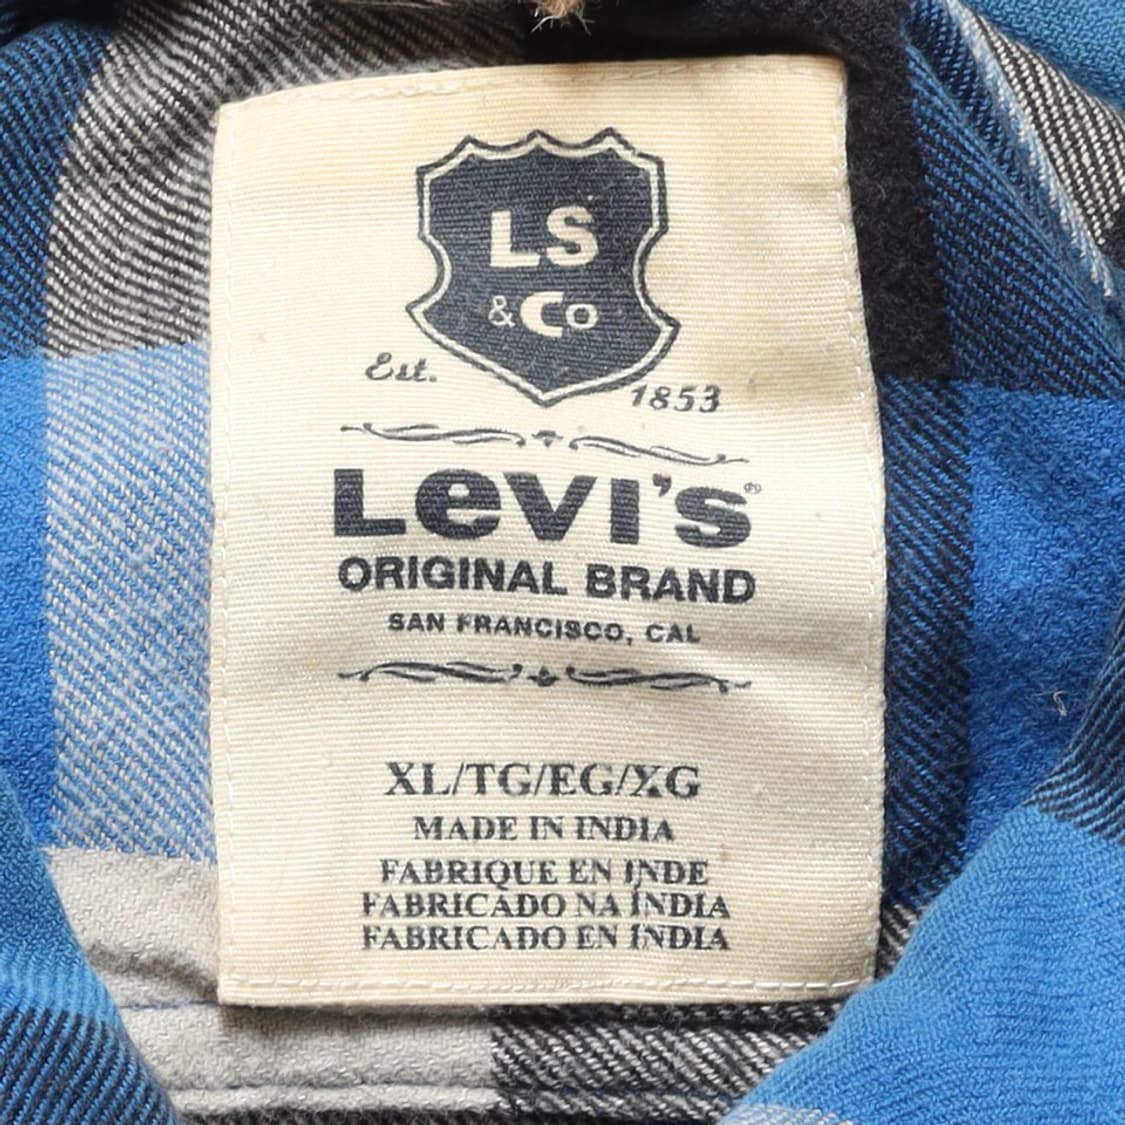 LS
&Co
Est. 1853
Levi's®
ORIGINAL BRAND
SAN FRANCISCO, CAL
XL/TG/EG/XG
MADE IN INDIA
FABRIQUE EN INDE
FABRICADO NA INDIA
FABRICADO EN INDIA